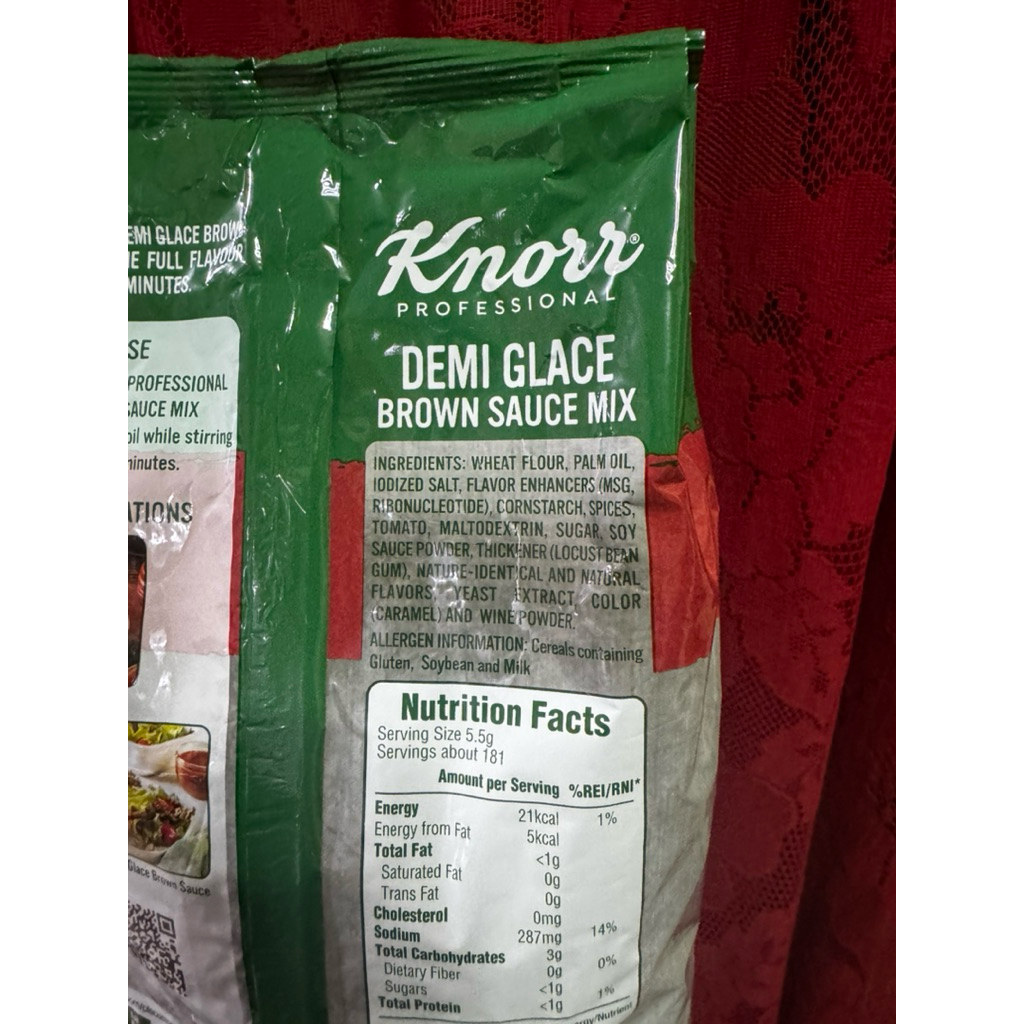 EMI GLACE BROW
E FULL FLAVOUR
MINUTES.
SE
PROFESSIONAL
SAUCE MIX
oil while stirring
minutes.
ATIONS
Glace Brown Sauce
Knorr®
PROFESSIONAL
DEMI GLACE
BROWN SAUCE MIX
INGREDIENTS: WHEAT FLOUR, PALM OIL,
IODIZED SALT, FLAVOR ENHANCERS (MSG,
RIBONUCLEOTIDE), CORNSTARCH, SPICES,
TOMATO, MALTODEXTRIN, SUGAR, SOY
SAUCE POWDER, THICKENER (LOCUST BEAN
GUM), NATURE-IDENTICAL AND NATURAL
FLAVORS, YEAST EXTRACT, COLOR
(CARAMEL) AND WINE POWDER.
ALLERGEN INFORMATION: Cereals containing
Gluten, Soybean and Milk
Nutrition Facts
Serving Size 5.5g
Servings about 181
Amount per Serving %REI/RNI*
Energy 21kcal 1%
Energy from Fat 5kcal
Total Fat <1g
Saturated Fat 0g
Trans Fat 0g
Cholesterol 0mg
Sodium 287mg 14%
Total Carbohydrates 3g
Dietary Fiber 0g 0%
Sugars <1g
Total Protein <1g 1%
rgy/Nutrient